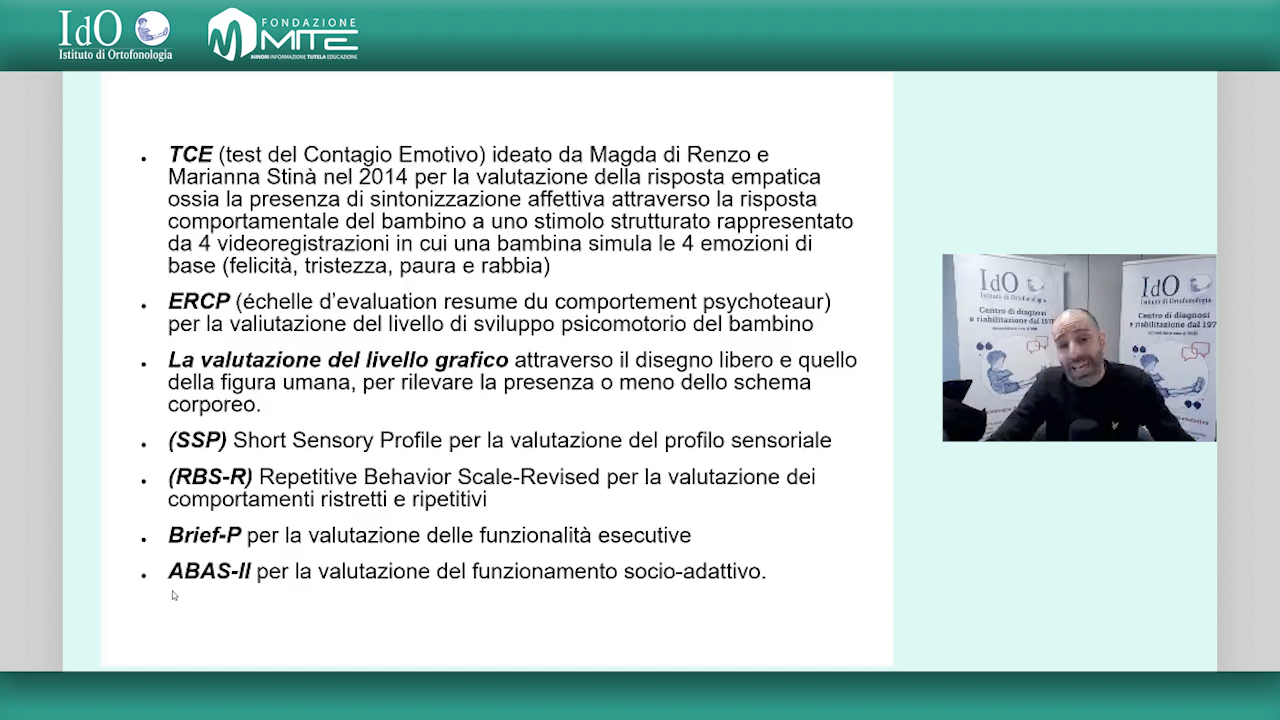 IdO
Istituto di Ortofonologia
FONDAZIONE
MITE
MINORI INFORMAZIONE TUTELA EDUCAZIONE
• TCE (test del Contagio Emotivo) ideato da Magda di Renzo e
Marianna Stinà nel 2014 per la valutazione della risposta empatica
ossia la presenza di sintonizzazione affettiva attraverso la risposta
comportamentale del bambino a uno stimolo strutturato rappresentato
da 4 videoregistrazioni in cui una bambina simula le 4 emozioni di
base (felicità, tristezza, paura e rabbia)
• ERCP (échelle d'evaluation resume du comportement psychoteaur)
per la valiutazione del livello di sviluppo psicomotorio del bambino
• La valutazione del livello grafico attraverso il disegno libero e quello
della figura umana, per rilevare la presenza o meno dello schema
corporeo.
• (SSP) Short Sensory Profile per la valutazione del profilo sensoriale
• (RBS-R) Repetitive Behavior Scale-Revised per la valutazione dei
comportamenti ristretti e ripetitivi
• Brief-P per la valutazione delle funzionalità esecutive
• ABAS-II per la valutazione del funzionamento socio-adattivo.
IdO
Istituto di Ortofonologia
Centro di diagnosi
e riabilitazione dal 197
IdO
Istituto di Ortofonologia
Centro di diagnosi
e riabilitazione dal 197